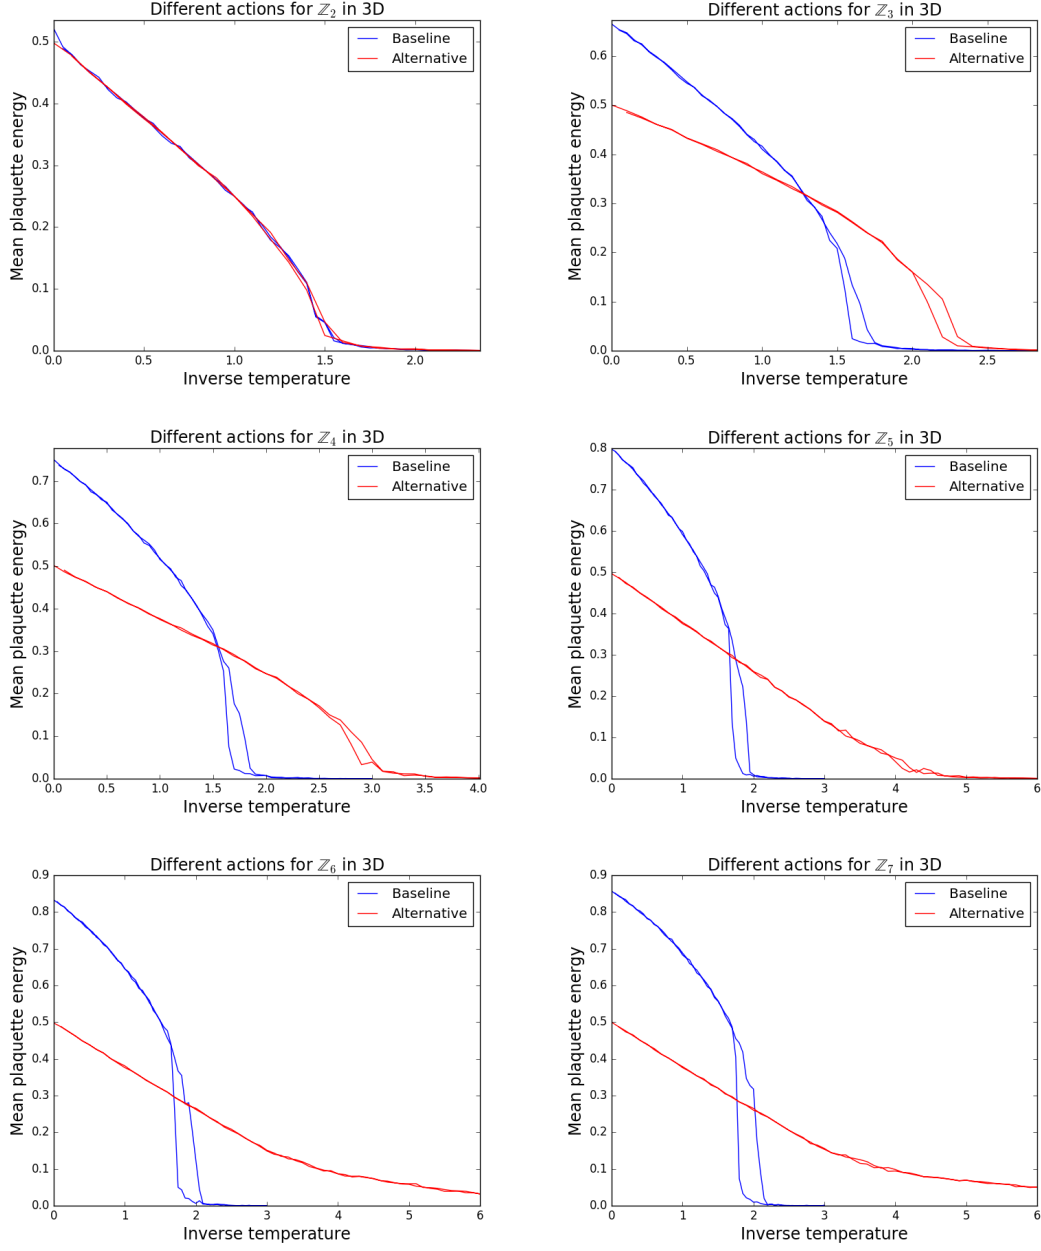 Different actions for ℤ₂ in 3D
Mean plaquette energy
0.5
0.4
0.3
0.2
0.1
0.0
Baseline
Alternative
0.0 0.5 1.0 1.5 2.0
Inverse temperature
Different actions for ℤ₃ in 3D
Mean plaquette energy
0.6
0.5
0.4
0.3
0.2
0.1
0.0
Baseline
Alternative
0.0 0.5 1.0 1.5 2.0 2.5
Inverse temperature
Different actions for ℤ₄ in 3D
Mean plaquette energy
0.7
0.6
0.5
0.4
0.3
0.2
0.1
0.0
Baseline
Alternative
0.0 0.5 1.0 1.5 2.0 2.5 3.0 3.5 4.0
Inverse temperature
Different actions for ℤ₅ in 3D
Mean plaquette energy
0.8
0.7
0.6
0.5
0.4
0.3
0.2
0.1
0.0
Baseline
Alternative
0 1 2 3 4 5 6
Inverse temperature
Different actions for ℤ₆ in 3D
Mean plaquette energy
0.9
0.8
0.7
0.6
0.5
0.4
0.3
0.2
0.1
0.0
Baseline
Alternative
0 1 2 3 4 5 6
Inverse temperature
Different actions for ℤ₇ in 3D
Mean plaquette energy
0.9
0.8
0.7
0.6
0.5
0.4
0.3
0.2
0.1
0.0
Baseline
Alternative
0 1 2 3 4 5 6
Inverse temperature